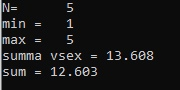 N=      5
min =   1
max =   5
summa vsex = 13.608
sum = 12.603